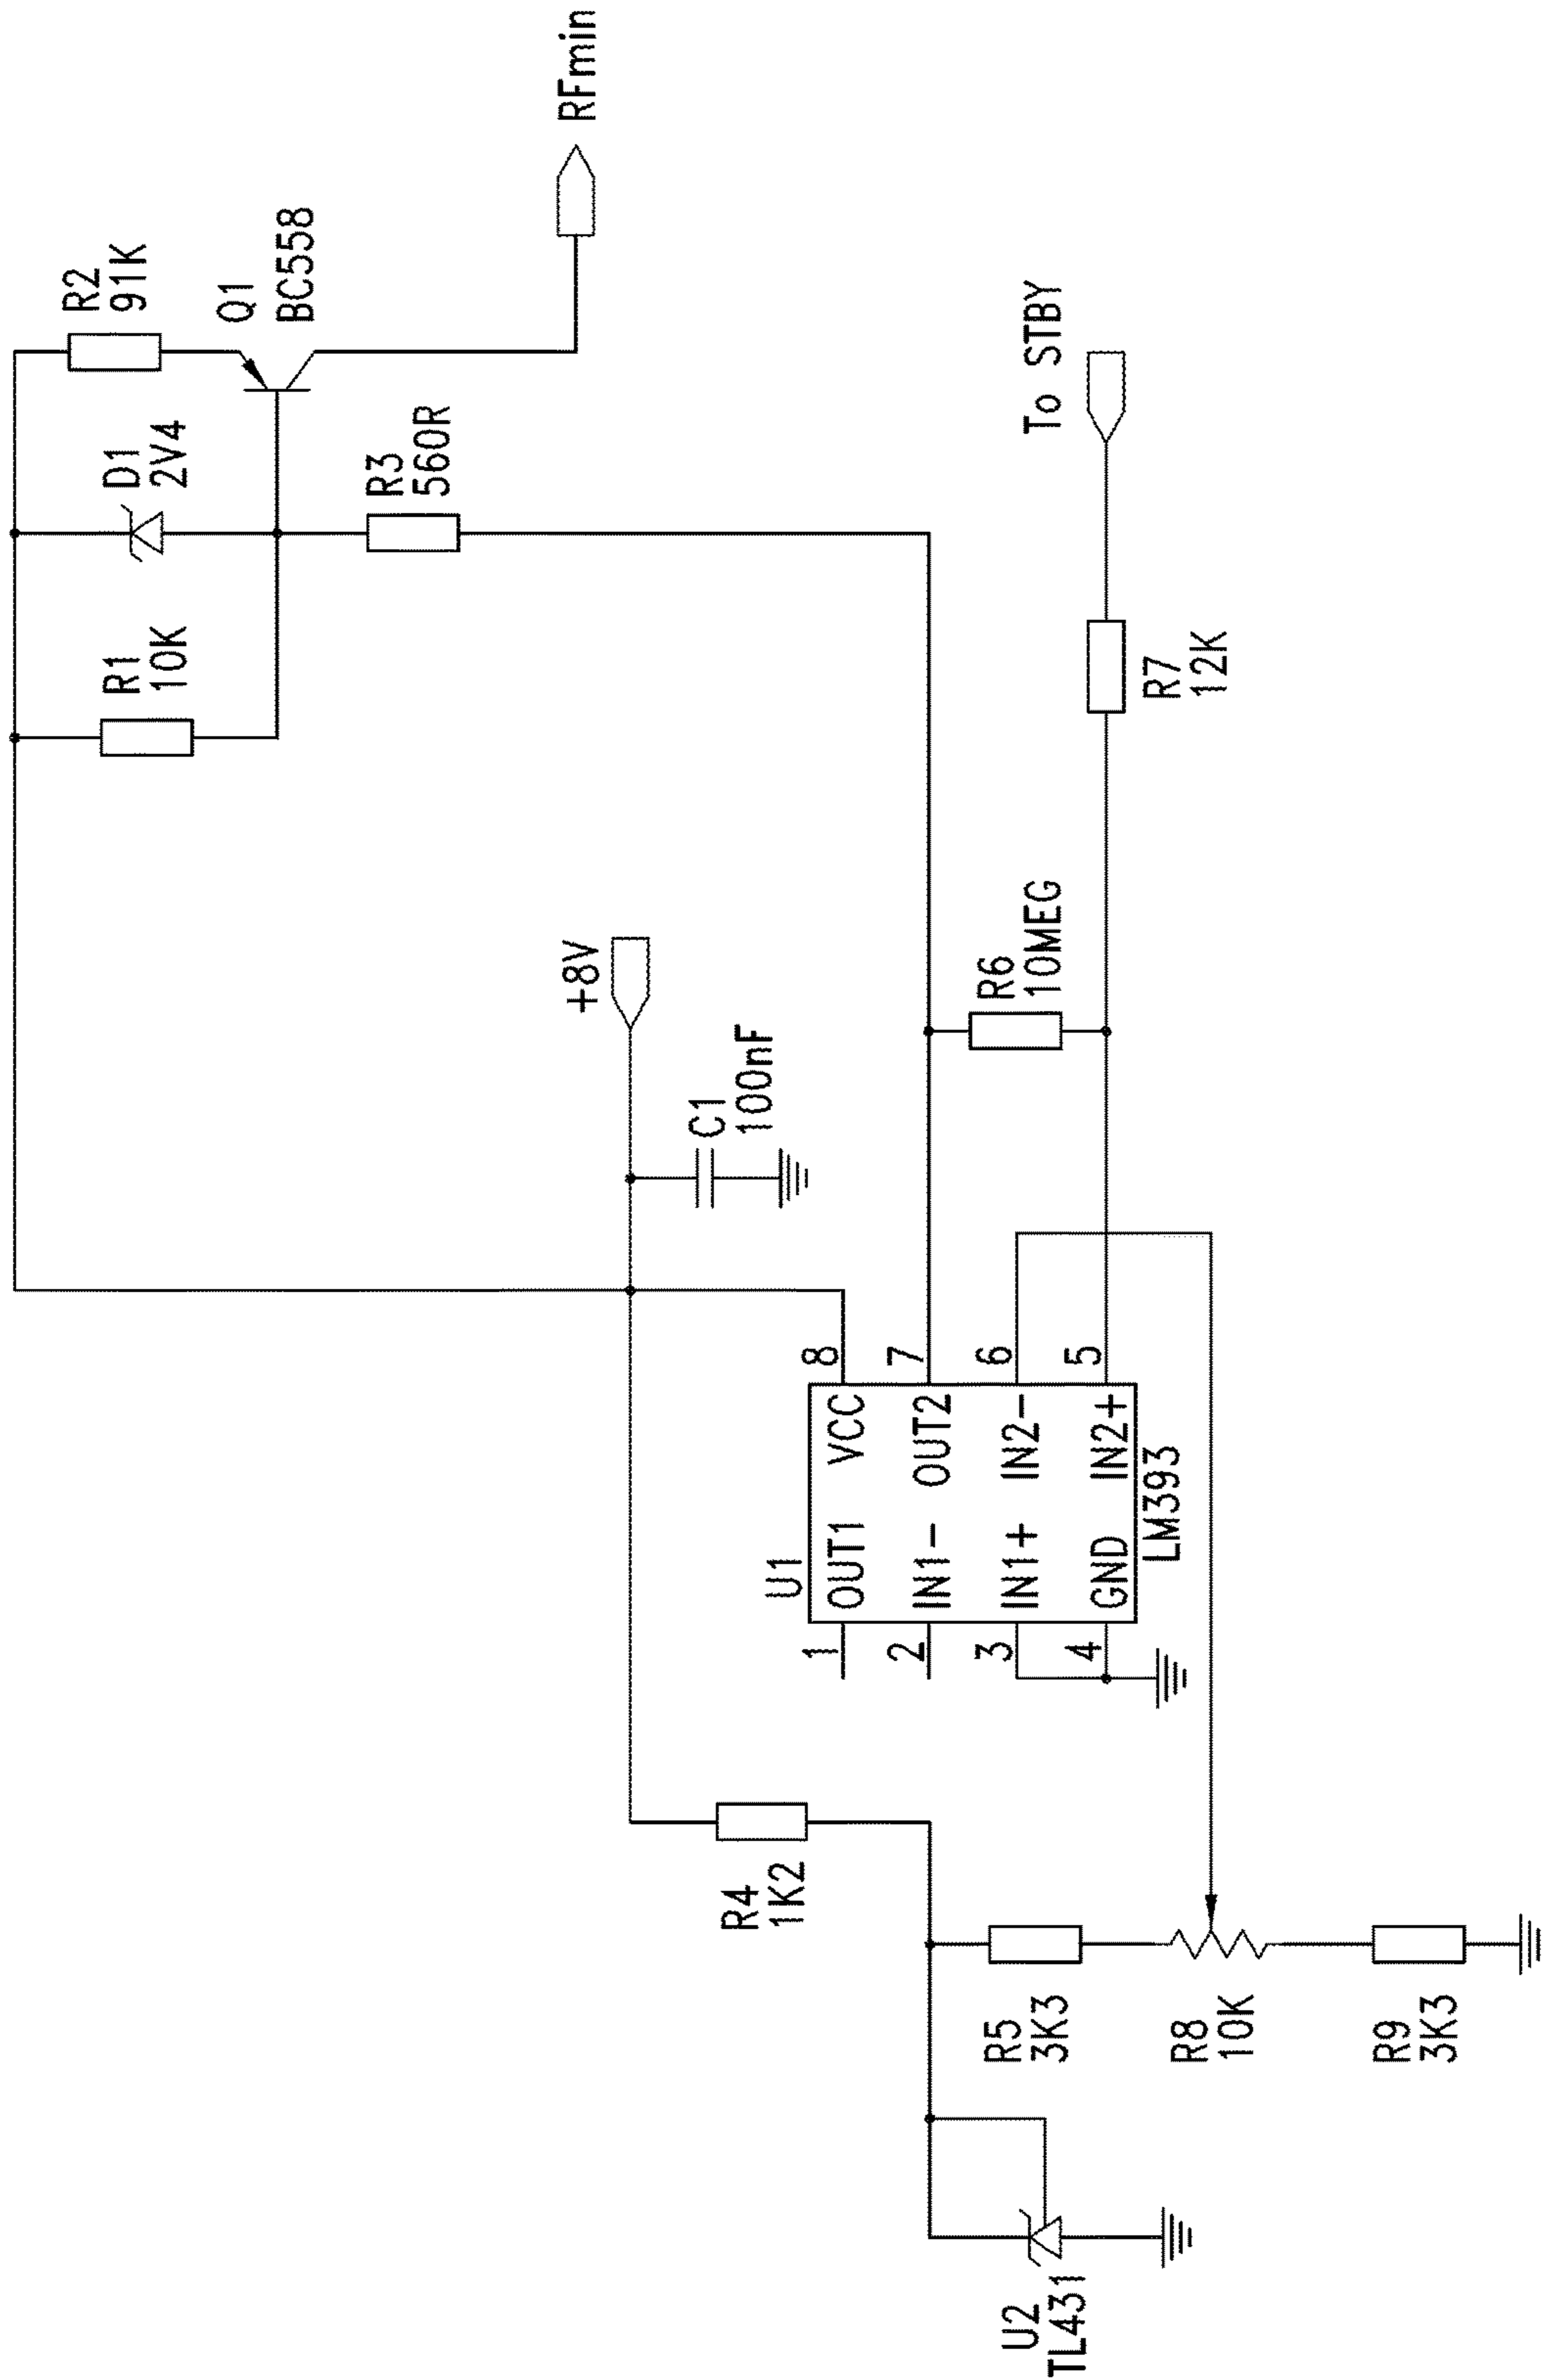 R2
91K
Q1
BC558
RFmin
D1
2V4
R1
10K
R3
560R
+8V
C1
100nF
To STBY
R7
12K
R6
10MEG
U1
LM393
1
OUT1
VCC
8
2
IN1-
OUT2
7
3
IN1+
IN2-
6
4
GND
IN2+
5
R4
1K2
R5
3K3
R8
10K
R9
3K3
U2
TL431